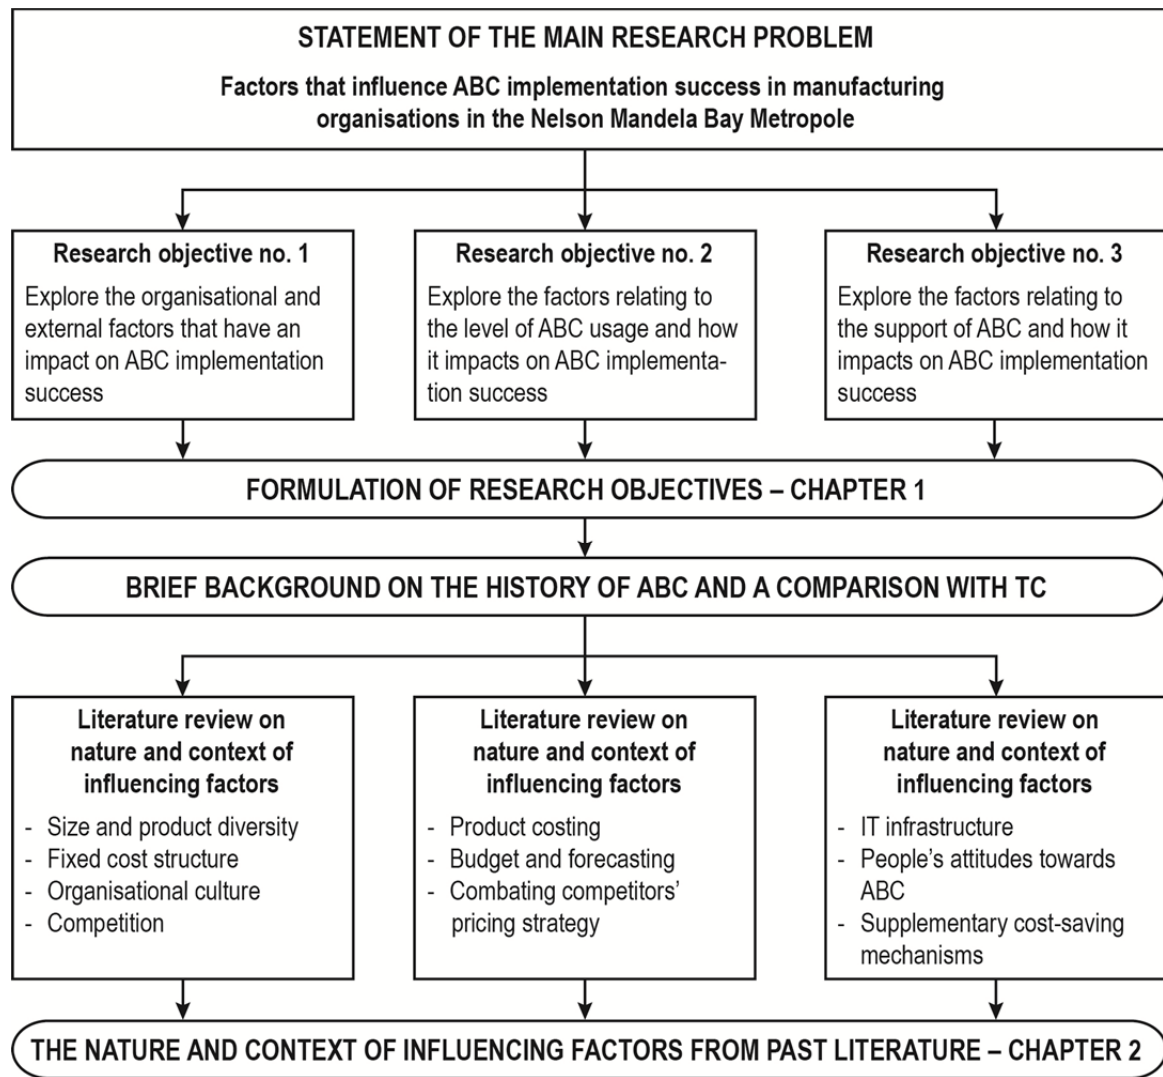 STATEMENT OF THE MAIN RESEARCH PROBLEM
Factors that influence ABC implementation success in manufacturing
organisations in the Nelson Mandela Bay Metropole
Research objective no. 1
Explore the organisational and
external factors that have an
impact on ABC implementation
success
Research objective no. 2
Explore the factors relating to
the level of ABC usage and how
it impacts on ABC implementa-
tion success
Research objective no. 3
Explore the factors relating to
the support of ABC and how it
impacts on ABC implementation
success
FORMULATION OF RESEARCH OBJECTIVES – CHAPTER 1
BRIEF BACKGROUND ON THE HISTORY OF ABC AND A COMPARISON WITH TC
Literature review on
nature and context of
influencing factors
- Size and product diversity
- Fixed cost structure
- Organisational culture
- Competition
Literature review on
nature and context of
influencing factors
- Product costing
- Budget and forecasting
- Combating competitors'
pricing strategy
Literature review on
nature and context of
influencing factors
- IT infrastructure
- People's attitudes towards
ABC
- Supplementary cost-saving
mechanisms
THE NATURE AND CONTEXT OF INFLUENCING FACTORS FROM PAST LITERATURE – CHAPTER 2